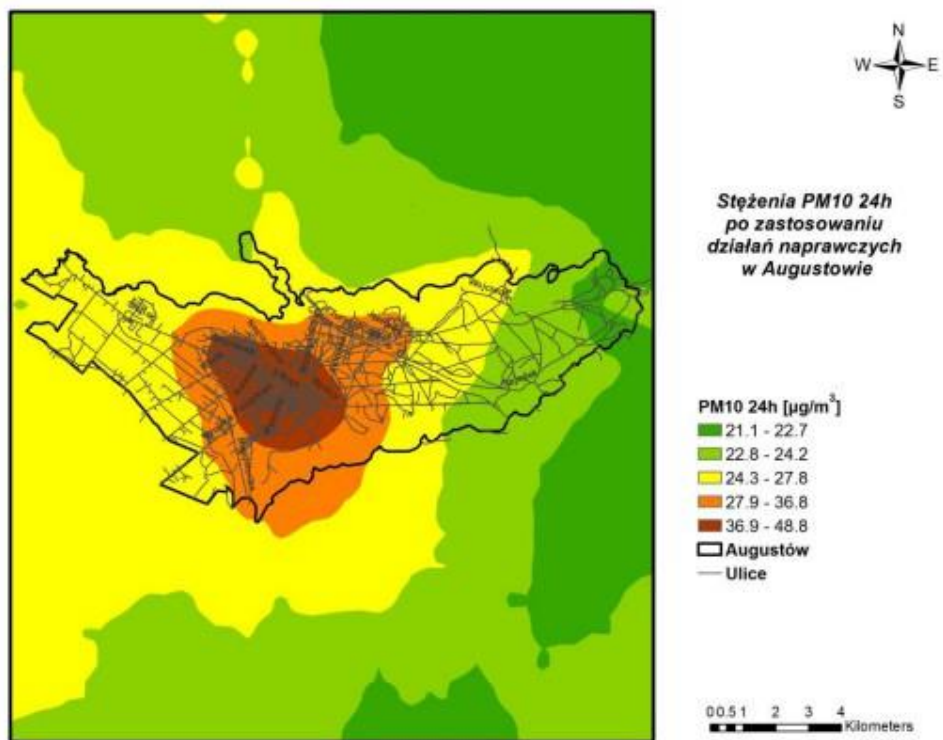 N
W E
S
Stężenia PM10 24h
po zastosowaniu
działań naprawczych
w Augustowie
PM10 24h [µg/m³]
21.1 - 22.7
22.8 - 24.2
24.3 - 27.8
27.9 - 36.8
36.9 - 48.8
Augustów
Ulice
0 0.5 1 2 3 4
Kilometers